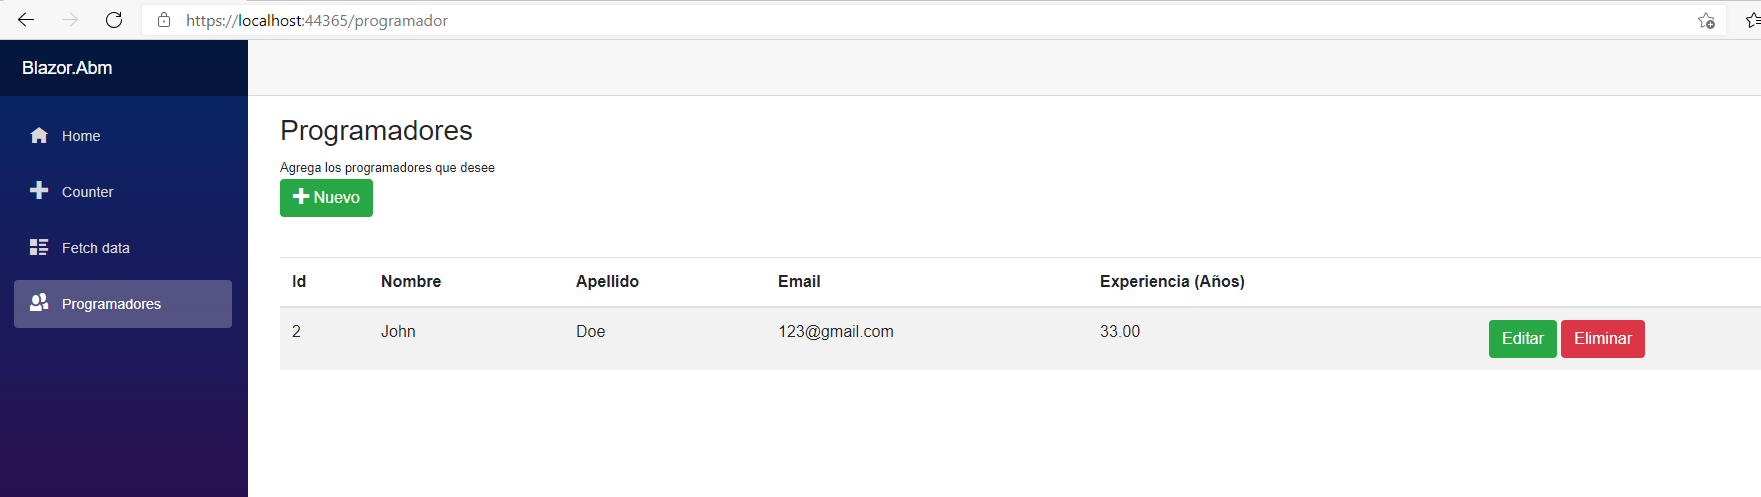 https://localhost:44365/programador
Blazor.Abm
Home
Counter
Fetch data
Programadores
Programadores
Agrega los programadores que desee
Nuevo
Id Nombre Apellido Email Experiencia (Años)
2 John Doe 123@gmail.com 33.00 Editar Eliminar